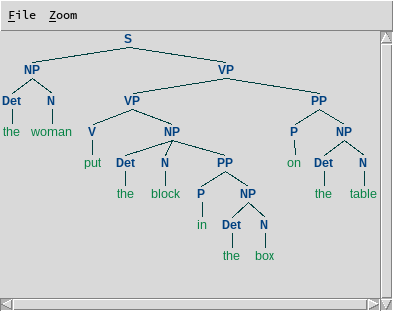 File Zoom
S
NP VP
Det N VP PP
the woman V NP P NP
put Det N PP on Det N
the block P NP the table
in Det N
the box